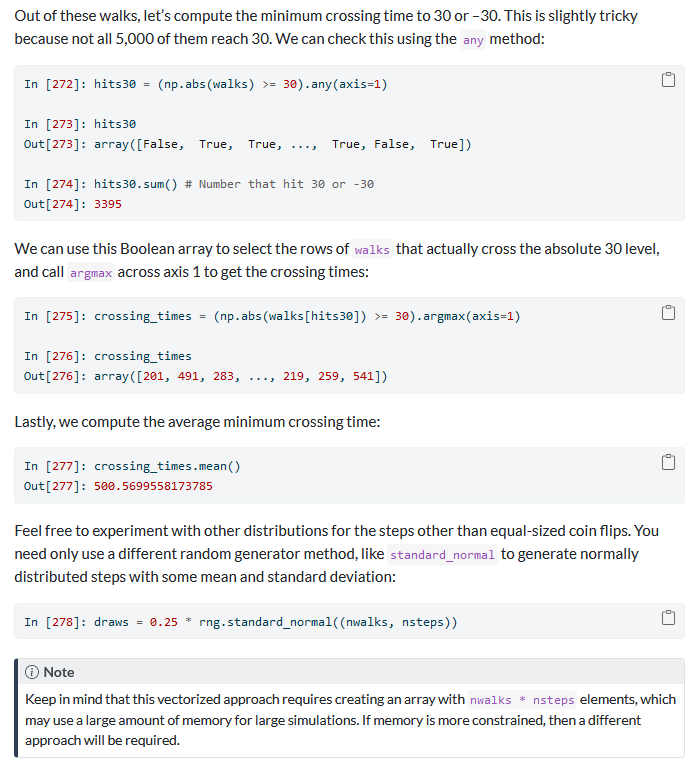 Out of these walks, let’s compute the minimum crossing time to 30 or –30. This is slightly tricky
because not all 5,000 of them reach 30. We can check this using the any method:
In [272]: hits30 = (np.abs(walks) >= 30).any(axis=1)
In [273]: hits30
Out[273]: array([False,  True,  True, ...,  True, False,  True])
In [274]: hits30.sum() # Number that hit 30 or -30
Out[274]: 3395
We can use this Boolean array to select the rows of walks that actually cross the absolute 30 level,
and call argmax across axis 1 to get the crossing times:
In [275]: crossing_times = (np.abs(walks[hits30]) >= 30).argmax(axis=1)
In [276]: crossing_times
Out[276]: array([201, 491, 283, ..., 219, 259, 541])
Lastly, we compute the average minimum crossing time:
In [277]: crossing_times.mean()
Out[277]: 500.5699558173785
Feel free to experiment with other distributions for the steps other than equal-sized coin flips. You
need only use a different random generator method, like standard_normal to generate normally
distributed steps with some mean and standard deviation:
In [278]: draws = 0.25 * rng.standard_normal((nwalks, nsteps))
Note
Keep in mind that this vectorized approach requires creating an array with nwalks * nsteps elements, which
may use a large amount of memory for large simulations. If memory is more constrained, then a different
approach will be required.